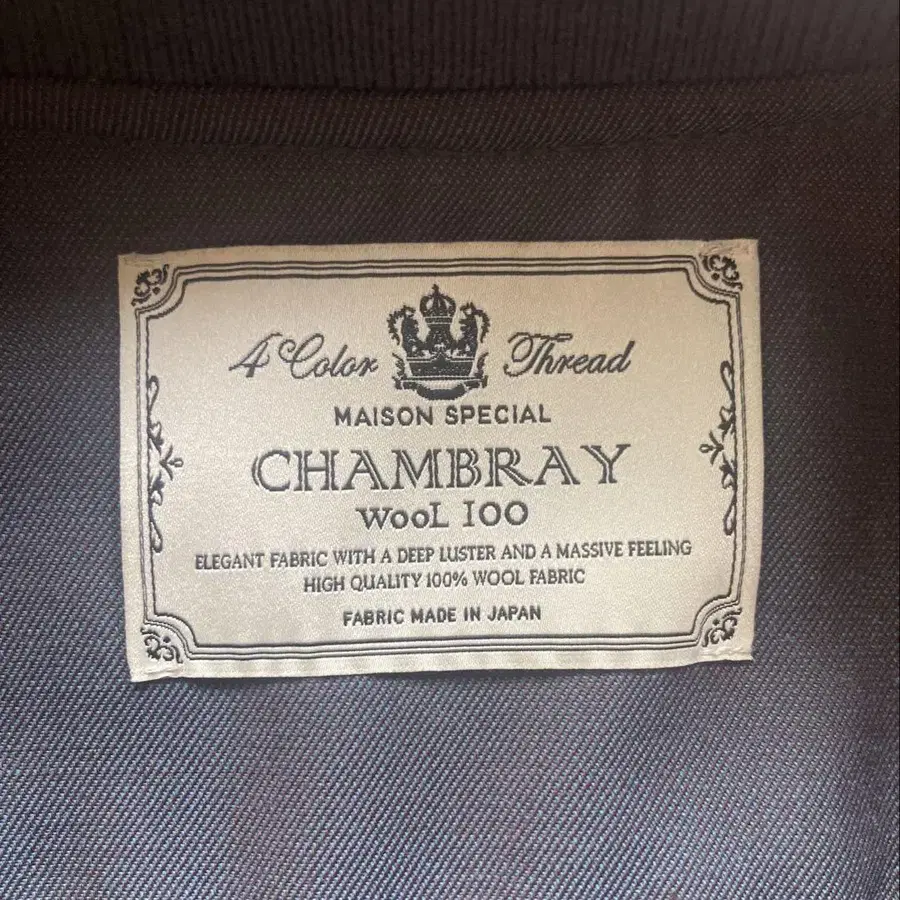 4 Color Thread
MAISON SPECIAL
CHAMBRAY
WOOL 100
ELEGANT FABRIC WITH A DEEP LUSTER AND A MASSIVE FEELING
HIGH QUALITY 100% WOOL FABRIC
FABRIC MADE IN JAPAN